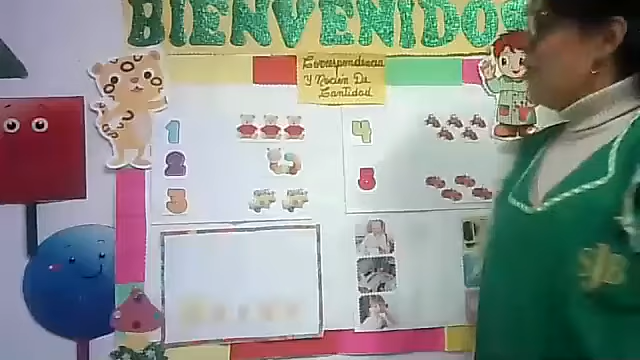 BIENVENIDOS
Correspondencia
Y Noción De
Cantidad
1
4
2
3
5